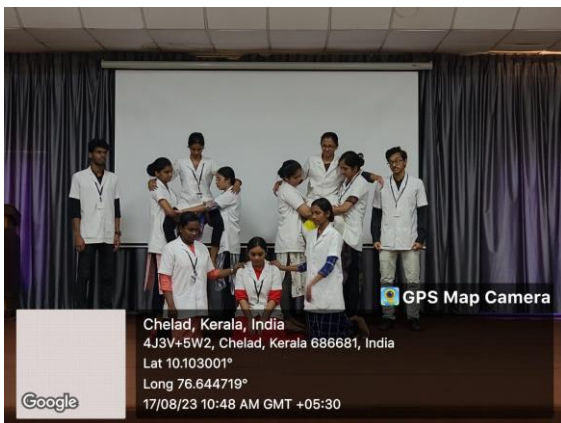 GPS Map Camera
Chelad, Kerala, India
4J3V+5W2, Chelad, Kerala 686681, India
Lat 10.103001°
Long 76.644719°
17/08/23 10:48 AM GMT +05:30
Google